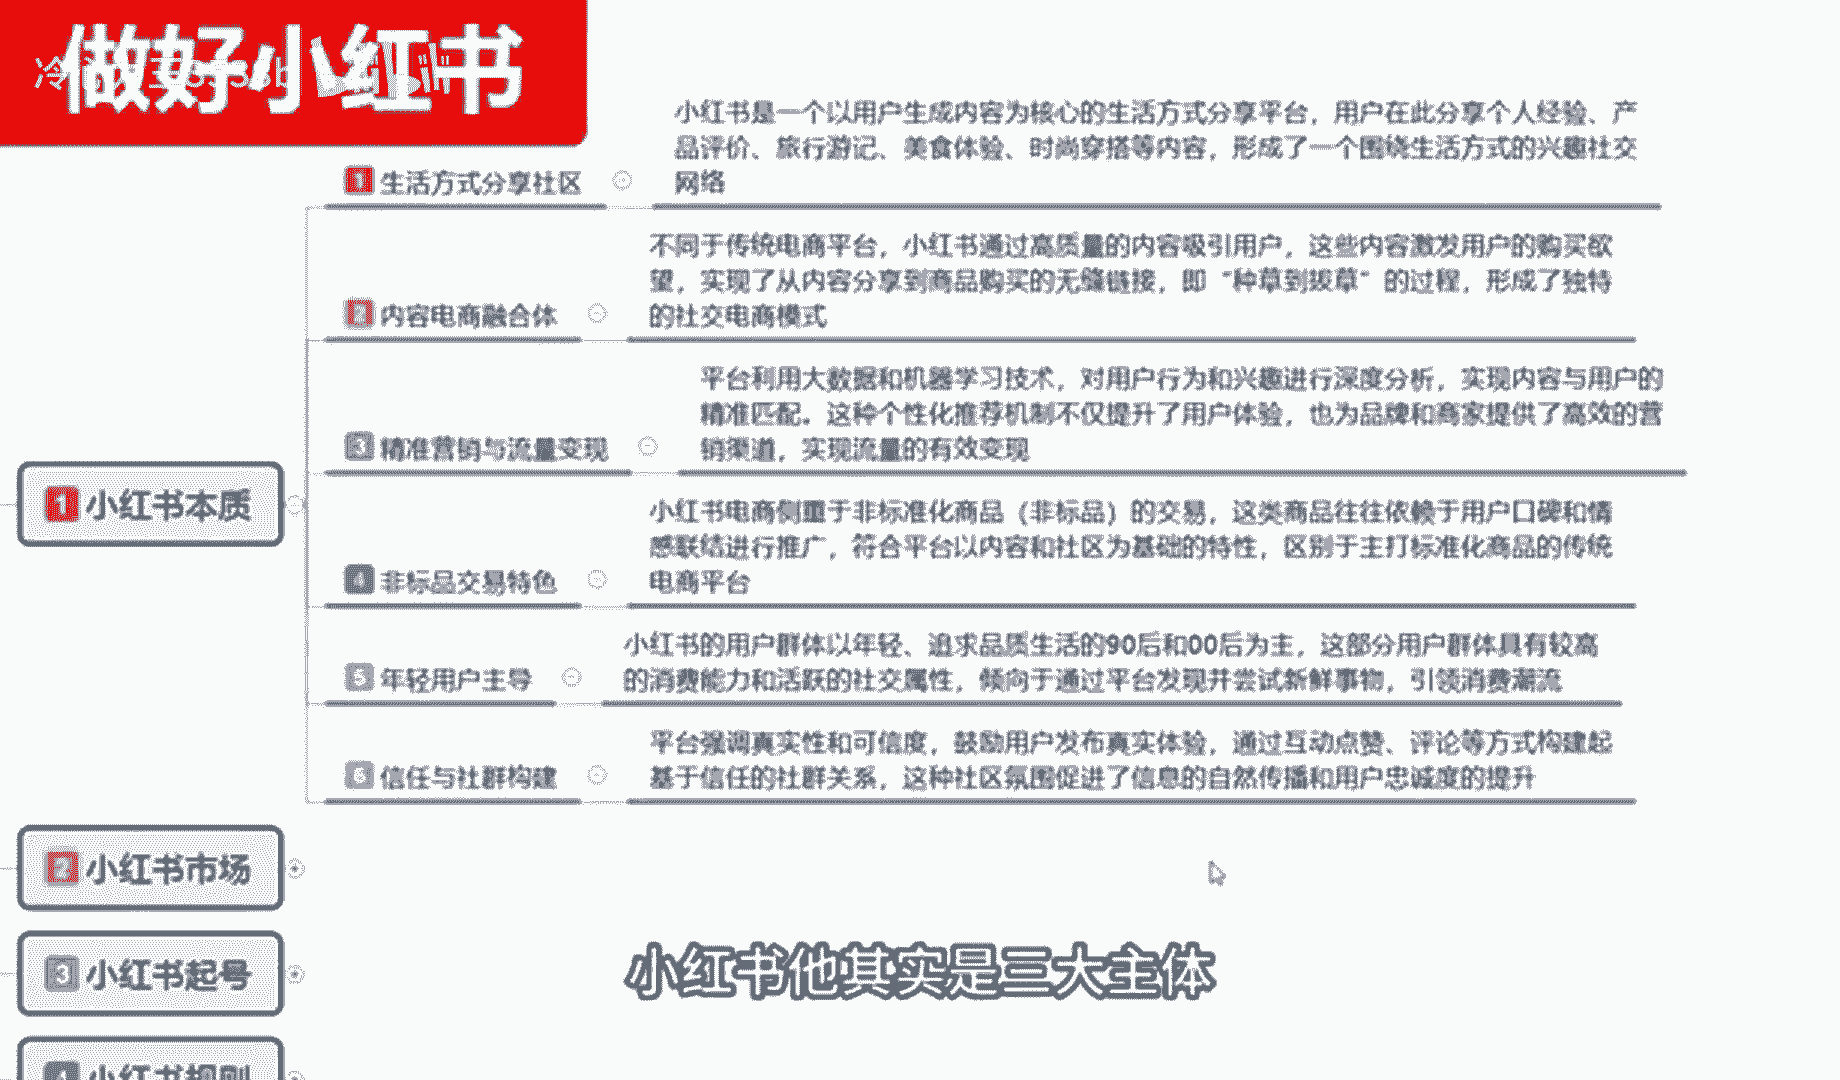 做好小红书
小红书是一个以用户生成内容为核心的生活方式分享平台，用户在此分享个人经验、产
品评价、旅行游记、美食体验、时尚穿搭等内容，形成了一个围绕生活方式的兴趣社交
网络
1 生活方式分享社区
不同于传统电商平台，小红书通过高质量的内容吸引用户，这些内容激发用户的购买欲
望，实现了从内容分享到商品购买的无缝链接，即“种草到拔草”的过程，形成了独特
的社交电商模式
2 内容电商融合体
平台利用大数据和机器学习技术，对用户行为和兴趣进行深度分析，实现内容与用户的
精准匹配。这种个性化推荐机制不仅提升了用户体验，也为品牌和商家提供了高效的营
销渠道，实现流量的有效变现
3 精准营销与流量变现
1 小红书本质
小红书电商侧重于非标准化商品（非标品）的交易，这类商品往往依赖于用户口碑和情
感联结进行推广，符合平台以内容和社区为基础的特性，区别于主打标准化商品的传统
电商平台
4 非标品交易特色
小红书的用户群体以年轻、追求品质生活的90后和00后为主，这部分用户群体具有较高
的消费能力和活跃的社交属性，倾向于通过平台发现并尝试新鲜事物，引领消费潮流
5 年轻用户主导
平台强调真实性和可信度，鼓励用户发布真实体验，通过互动点赞、评论等方式构建起
基于信任的社群关系，这种社区氛围促进了信息的自然传播和用户忠诚度的提升
6 信任与社群构建
2 小红书市场
3 小红书起号
小红书他其实是三大主体
4 小红书规则